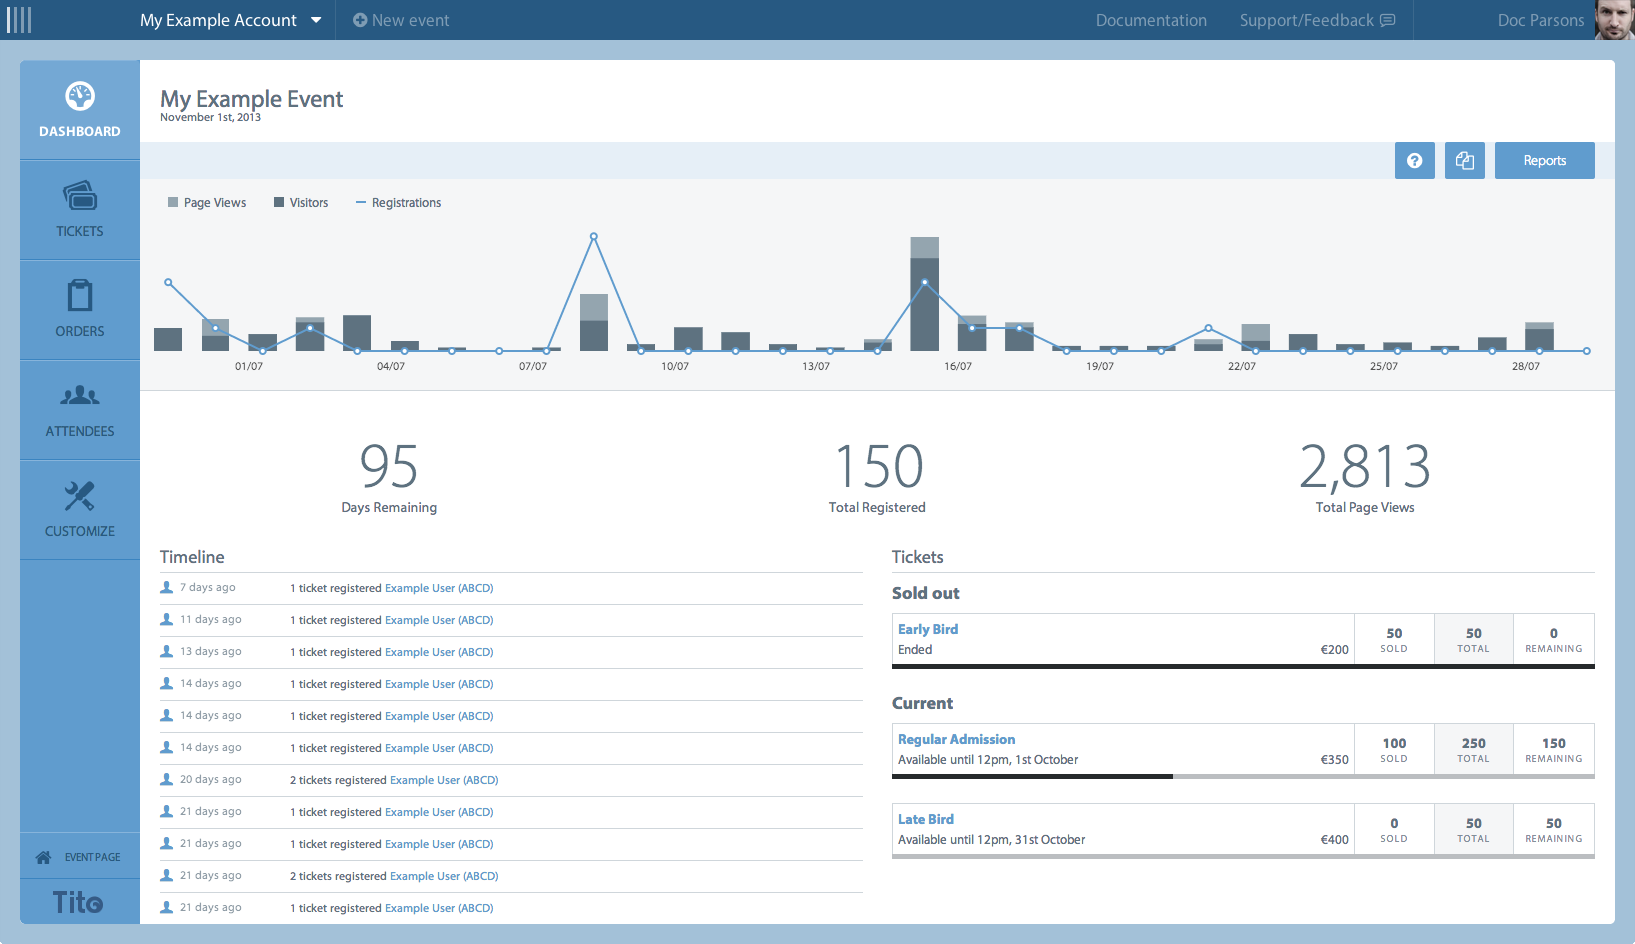 My Example Account
New event
Documentation
Support/Feedback
Doc Parsons
DASHBOARD
TICKETS
ORDERS
ATTENDEES
CUSTOMIZE
EVENT PAGE
Tito
My Example Event
November 1st, 2013
?
Reports
Page Views Visitors Registrations
01/07 04/07 07/07 10/07 13/07 16/07 19/07 22/07 25/07 28/07
95
Days Remaining
150
Total Registered
2,813
Total Page Views
Timeline
7 days ago 1 ticket registered Example User (ABCD)
11 days ago 1 ticket registered Example User (ABCD)
13 days ago 1 ticket registered Example User (ABCD)
14 days ago 1 ticket registered Example User (ABCD)
14 days ago 1 ticket registered Example User (ABCD)
14 days ago 1 ticket registered Example User (ABCD)
20 days ago 2 tickets registered Example User (ABCD)
21 days ago 1 ticket registered Example User (ABCD)
21 days ago 1 ticket registered Example User (ABCD)
21 days ago 2 tickets registered Example User (ABCD)
21 days ago 1 ticket registered Example User (ABCD)
Tickets
Sold out
Early Bird
Ended €200
50 50 0
SOLD TOTAL REMAINING
Current
Regular Admission
Available until 12pm, 1st October €350
100 250 150
SOLD TOTAL REMAINING
Late Bird
Available until 12pm, 31st October €400
0 50 50
SOLD TOTAL REMAINING